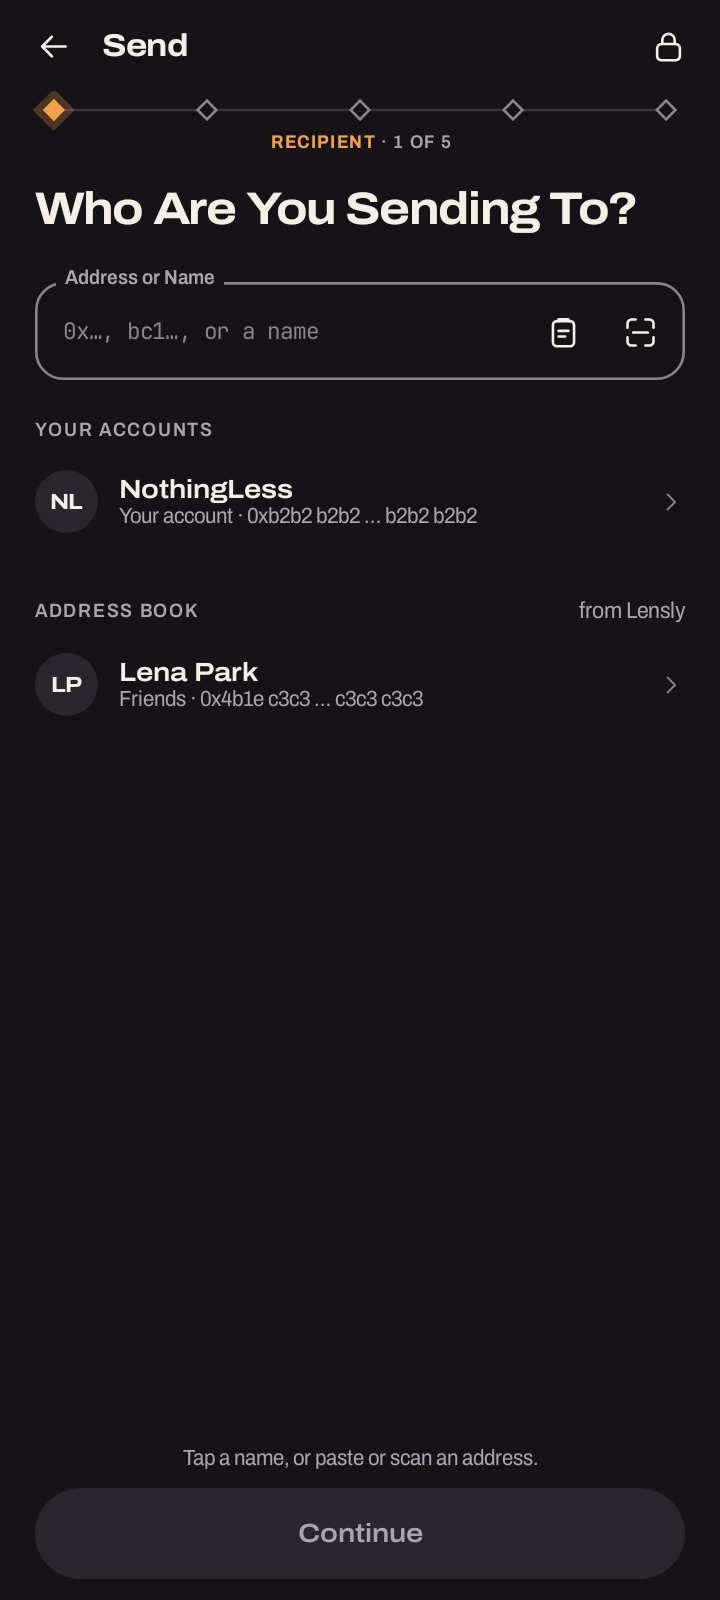 Send
RECIPIENT · 1 OF 5
Who Are You Sending To?
Address or Name
0x…, bc1…, or a name
YOUR ACCOUNTS
NL
NothingLess
Your account · 0xb2b2 b2b2 … b2b2 b2b2
ADDRESS BOOK
from Lensly
LP
Lena Park
Friends · 0x4b1e c3c3 … c3c3 c3c3
Tap a name, or paste or scan an address.
Continue